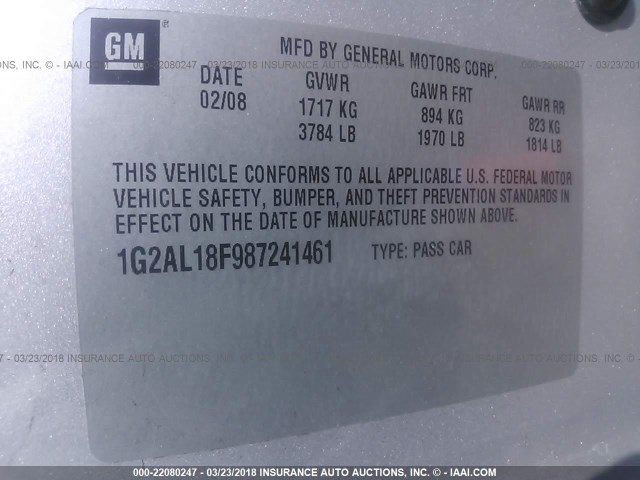 GM
MFD BY GENERAL MOTORS CORP.
DATE GVWR GAWR FRT GAWR RR
02/08 1717 KG 894 KG 823 KG
3784 LB 1970 LB 1814 LB
THIS VEHICLE CONFORMS TO ALL APPLICABLE U.S. FEDERAL MOTOR
VEHICLE SAFETY, BUMPER, AND THEFT PREVENTION STANDARDS IN
EFFECT ON THE DATE OF MANUFACTURE SHOWN ABOVE.
1G2AL18F987241461 TYPE: PASS CAR
000-22080247 - 03/23/2018 INSURANCE AUTO AUCTIONS, INC. - © IAAI.COM